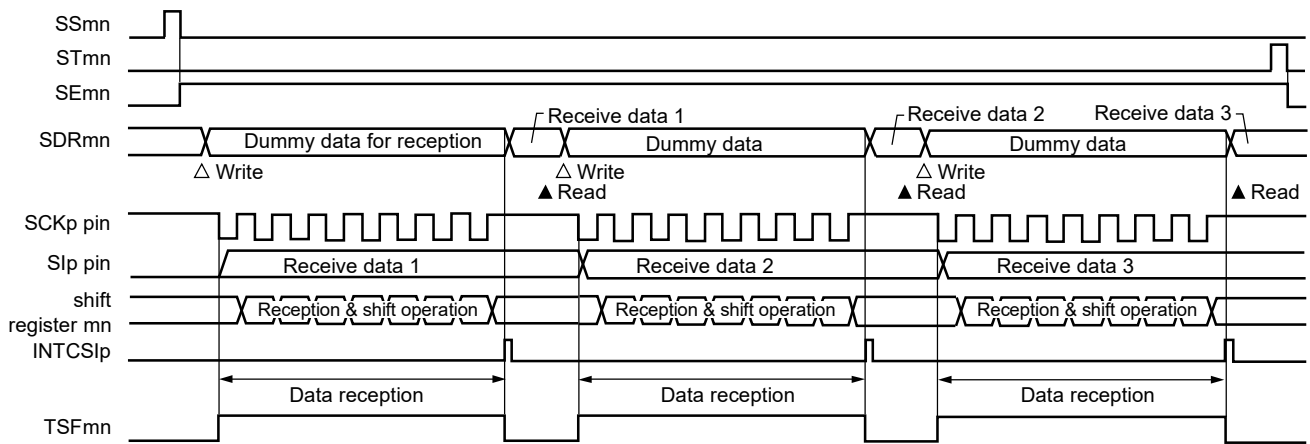 SSmn
STmn
SEmn
Receive data 1
Receive data 2
Receive data 3
SDRmn
Dummy data for reception
Dummy data
Dummy data
△ Write
△ Write
△ Write
▲ Read
▲ Read
▲ Read
SCKp pin
SIp pin
Receive data 1
Receive data 2
Receive data 3
shift
register mn
Reception & shift operation
Reception & shift operation
Reception & shift operation
INTCSIp
Data reception
Data reception
Data reception
TSFmn